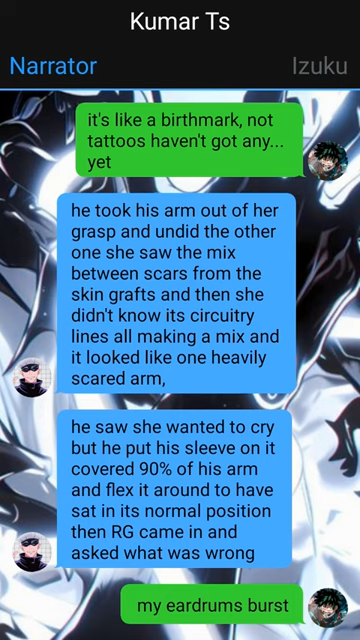 Kumar Ts
Narrator
Izuku
it's like a birthmark, not
tattoos haven't got any...
yet
he took his arm out of her
grasp and undid the other
one she saw the mix
between scars from the
skin grafts and then she
didn't know its circuitry
lines all making a mix and
it looked like one heavily
scared arm,
he saw she wanted to cry
but he put his sleeve on it
covered 90% of his arm
and flex it around to have
sat in its normal position
then RG came in and
asked what was wrong
my eardrums burst